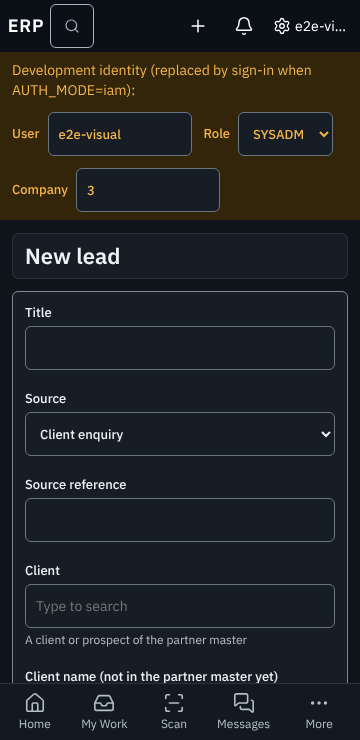 ERP
e2e-vi...
Development identity (replaced by sign-in when
AUTH_MODE=iam):
User e2e-visual Role SYSADM
Company 3
New lead
Title
Source
Client enquiry
Source reference
Client
Type to search
A client or prospect of the partner master
Client name (not in the partner master yet)
Home My Work Scan Messages More